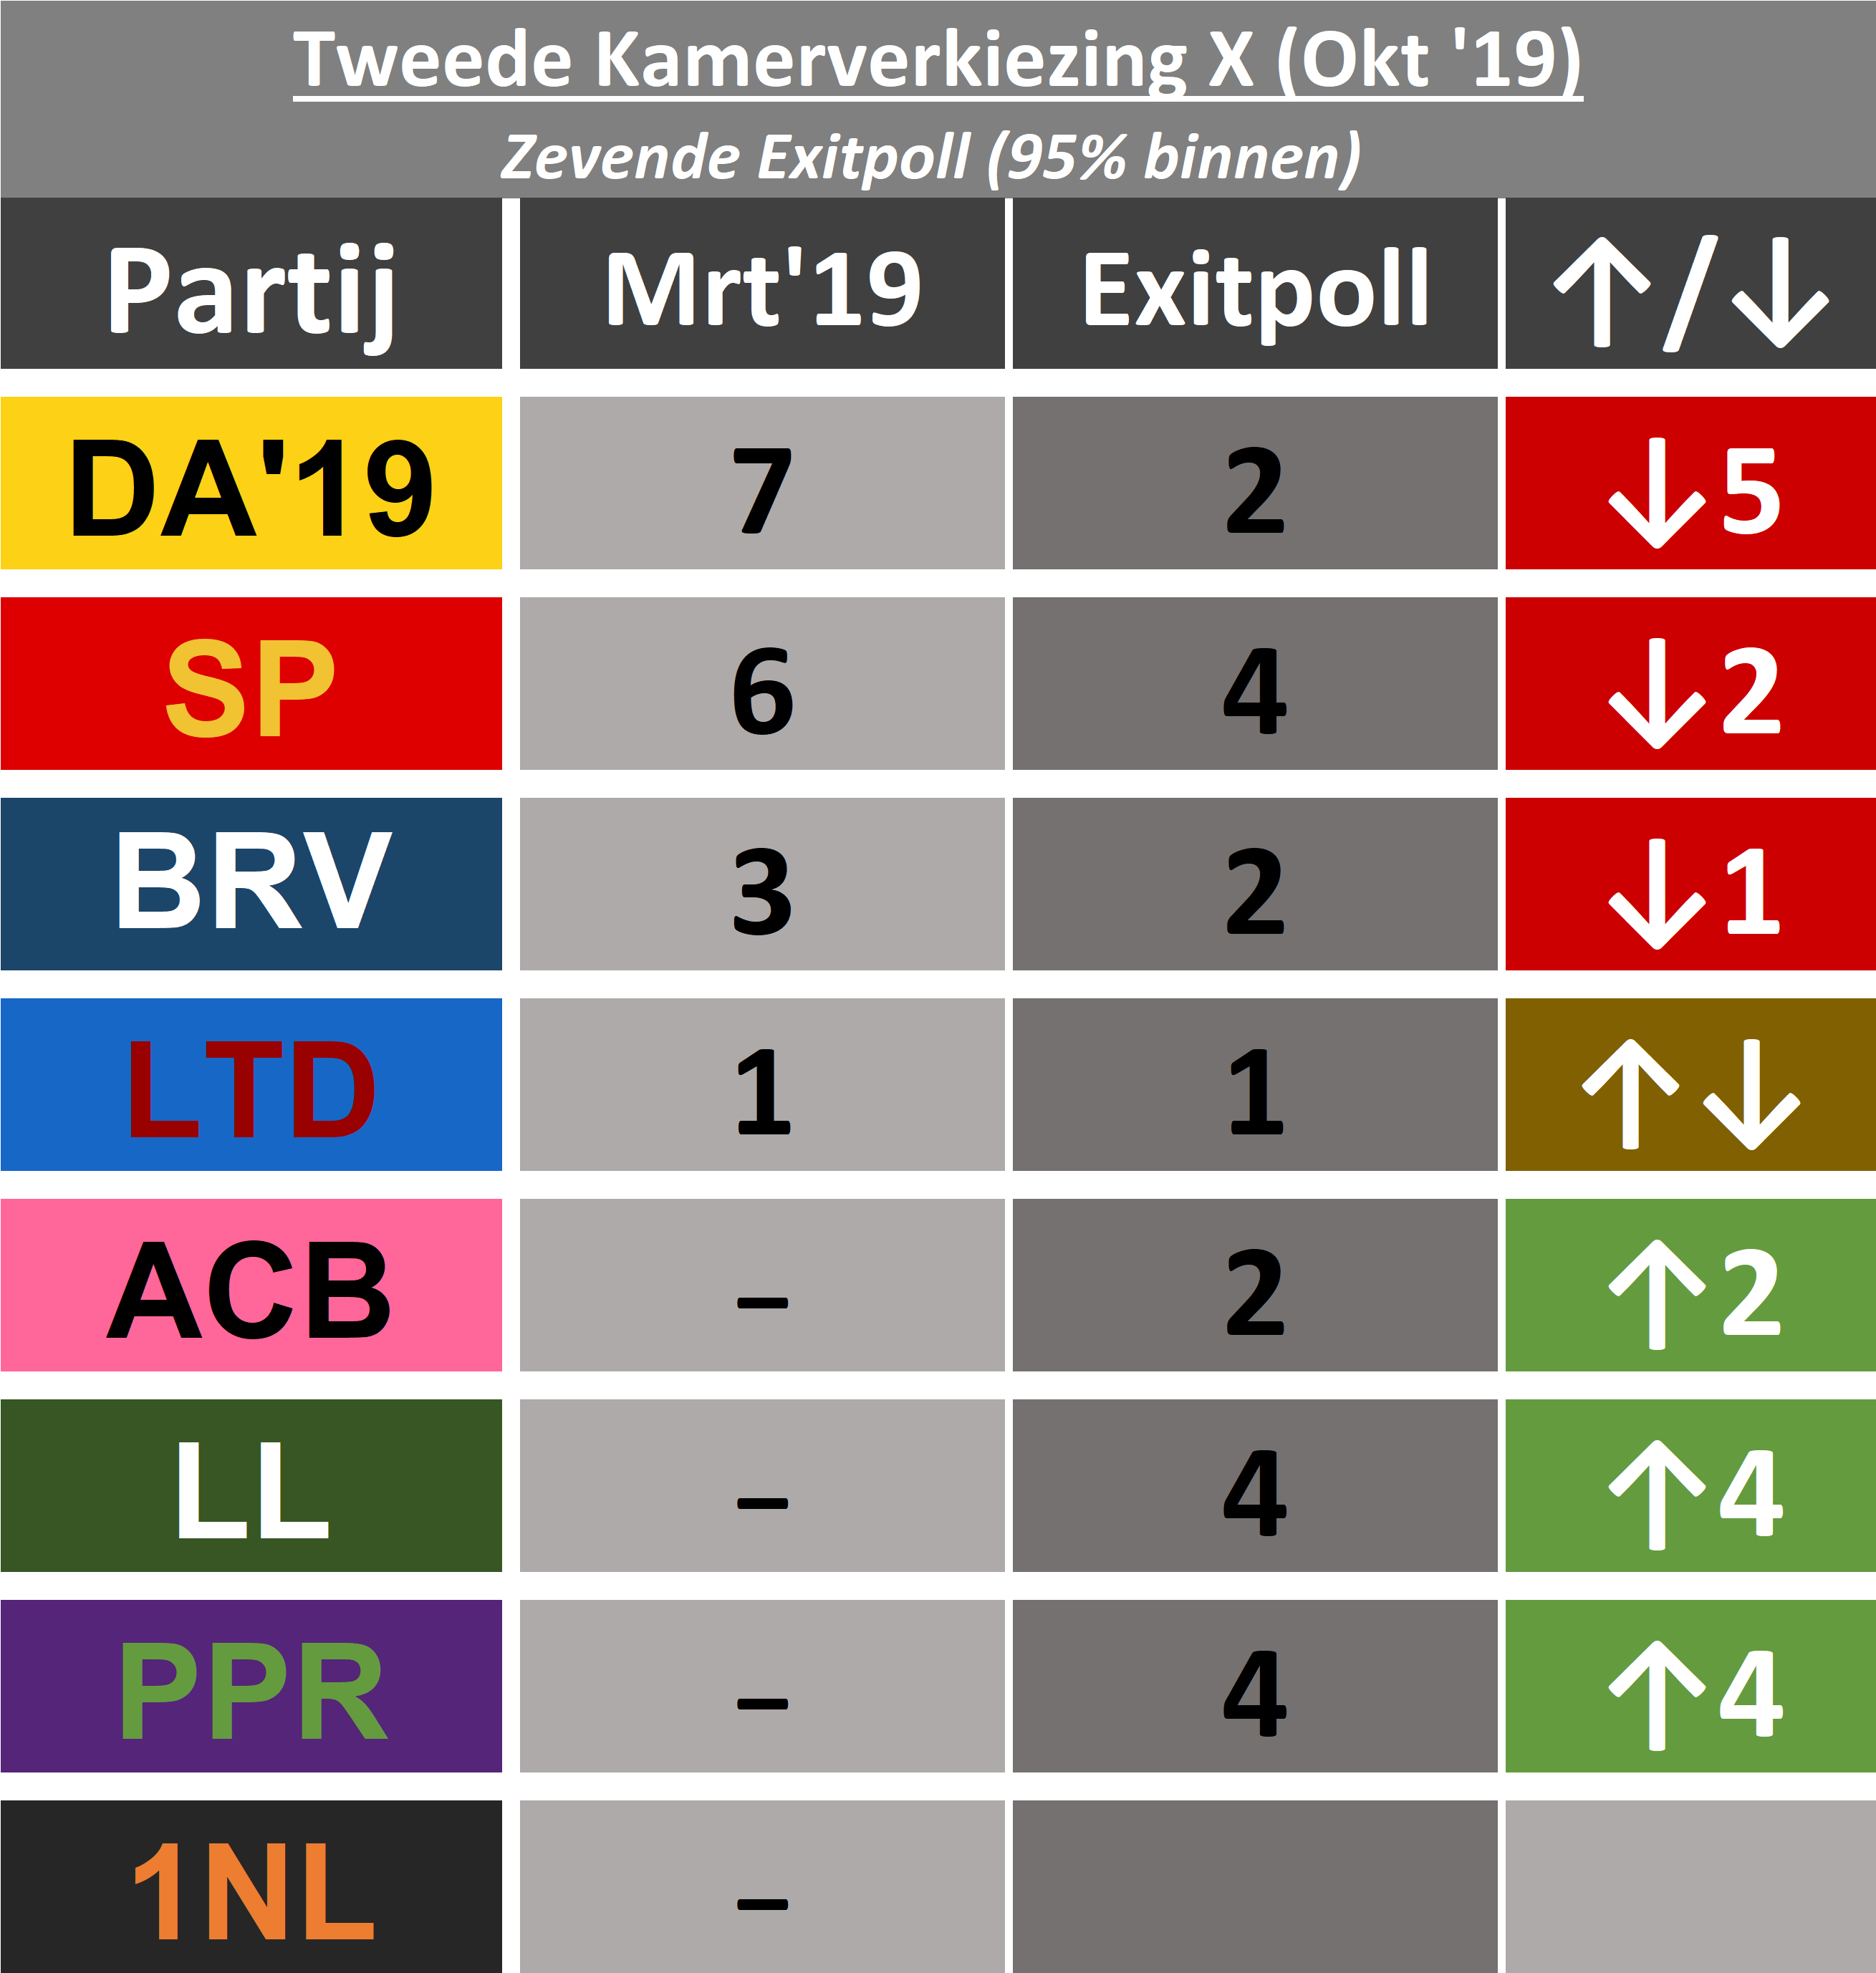 Tweede Kamerverkiezing X (Okt '19)
Zevende Exitpoll (95% binnen)
Partij Mrt'19 Exitpoll ↑/↓
DA'19 7 2 ↓5
SP 6 4 ↓2
BRV 3 2 ↓1
LTD 1 1 ↑↓
ACB – 2 ↑2
LL – 4 ↑4
PPR – 4 ↑4
1NL –